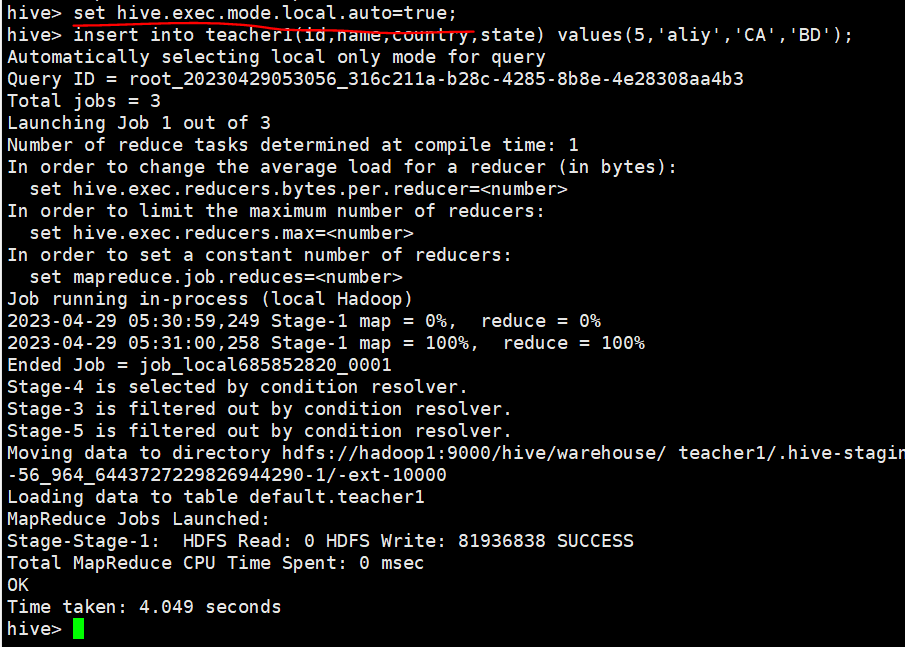 hive> set hive.exec.mode.local.auto=true;
hive> insert into teacher1(id,name,country,state) values(5,'aliy','CA','BD');
Automatically selecting local only mode for query
Query ID = root_20230429053056_316c211a-b28c-4285-8b8e-4e28308aa4b3
Total jobs = 3
Launching Job 1 out of 3
Number of reduce tasks determined at compile time: 1
In order to change the average load for a reducer (in bytes):
  set hive.exec.reducers.bytes.per.reducer=<number>
In order to limit the maximum number of reducers:
  set hive.exec.reducers.max=<number>
In order to set a constant number of reducers:
  set mapreduce.job.reduces=<number>
Job running in-process (local Hadoop)
2023-04-29 05:30:59,249 Stage-1 map = 0%,  reduce = 0%
2023-04-29 05:31:00,258 Stage-1 map = 100%,  reduce = 100%
Ended Job = job_local685852820_0001
Stage-4 is selected by condition resolver.
Stage-3 is filtered out by condition resolver.
Stage-5 is filtered out by condition resolver.
Moving data to directory hdfs://hadoop1:9000/hive/warehouse/ teacher1/.hive-stagin
-56_964_6443727229826944290-1/-ext-10000
Loading data to table default.teacher1
MapReduce Jobs Launched:
Stage-Stage-1:  HDFS Read: 0 HDFS Write: 81936838 SUCCESS
Total MapReduce CPU Time Spent: 0 msec
OK
Time taken: 4.049 seconds
hive>